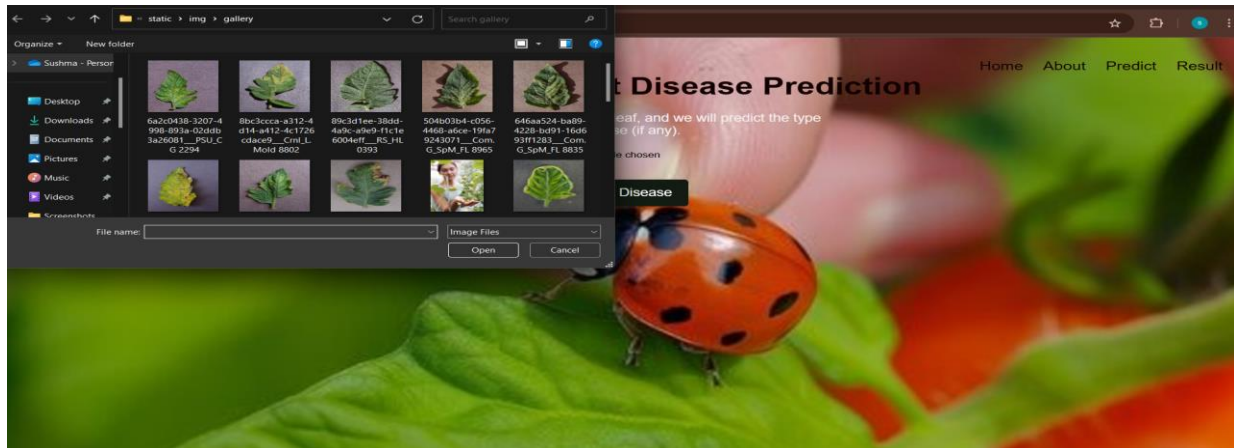 static › img › gallery
Search gallery
Organize
New folder
Sushma - Person
Desktop
Downloads
Documents
Pictures
Music
Videos
Screenshots
6a2c0438-3207-4
998-893a-02ddb
3a26081___PSU_C
G 2294
8bc3ccca-a312-4
d14-a412-4c1726
cdace9___Crnl_L.
Mold 8802
89c3d1ee-38dd-
4a9c-a9e9-f1c1e
6004eff___RS_HL
0393
504b03b4-c056-
4468-a6ce-19fa7
9243071___Com.
G_SpM_FL 8965
646aa524-ba89-
4228-bd91-16d6
93ff1283___Com.
G_SpM_FL 8835
File name:
Image Files
Open
Cancel
Home About Predict Result
t Disease Prediction
eaf, and we will predict the type
se (if any).
e chosen
Disease